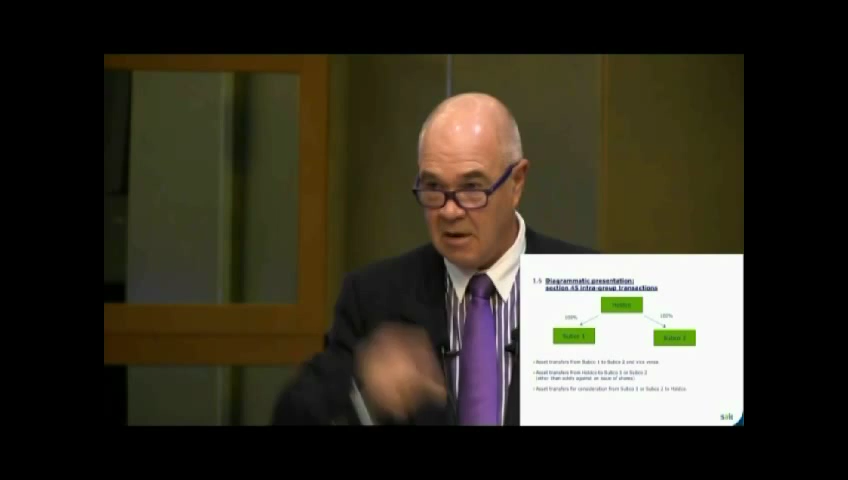 1.5 Diagrammatic presentation:
section 45 intra-group transactions
Holdco
100%
100%
Subco 1
Subco 2
Asset transfers from Subco 1 to Subco 2 and vice versa.
Asset transfers from Holdco to Subco 1 or Subco 2
(other than solely against an issue of shares).
Asset transfers for consideration from Subco 1 or Subco 2 to Holdco.